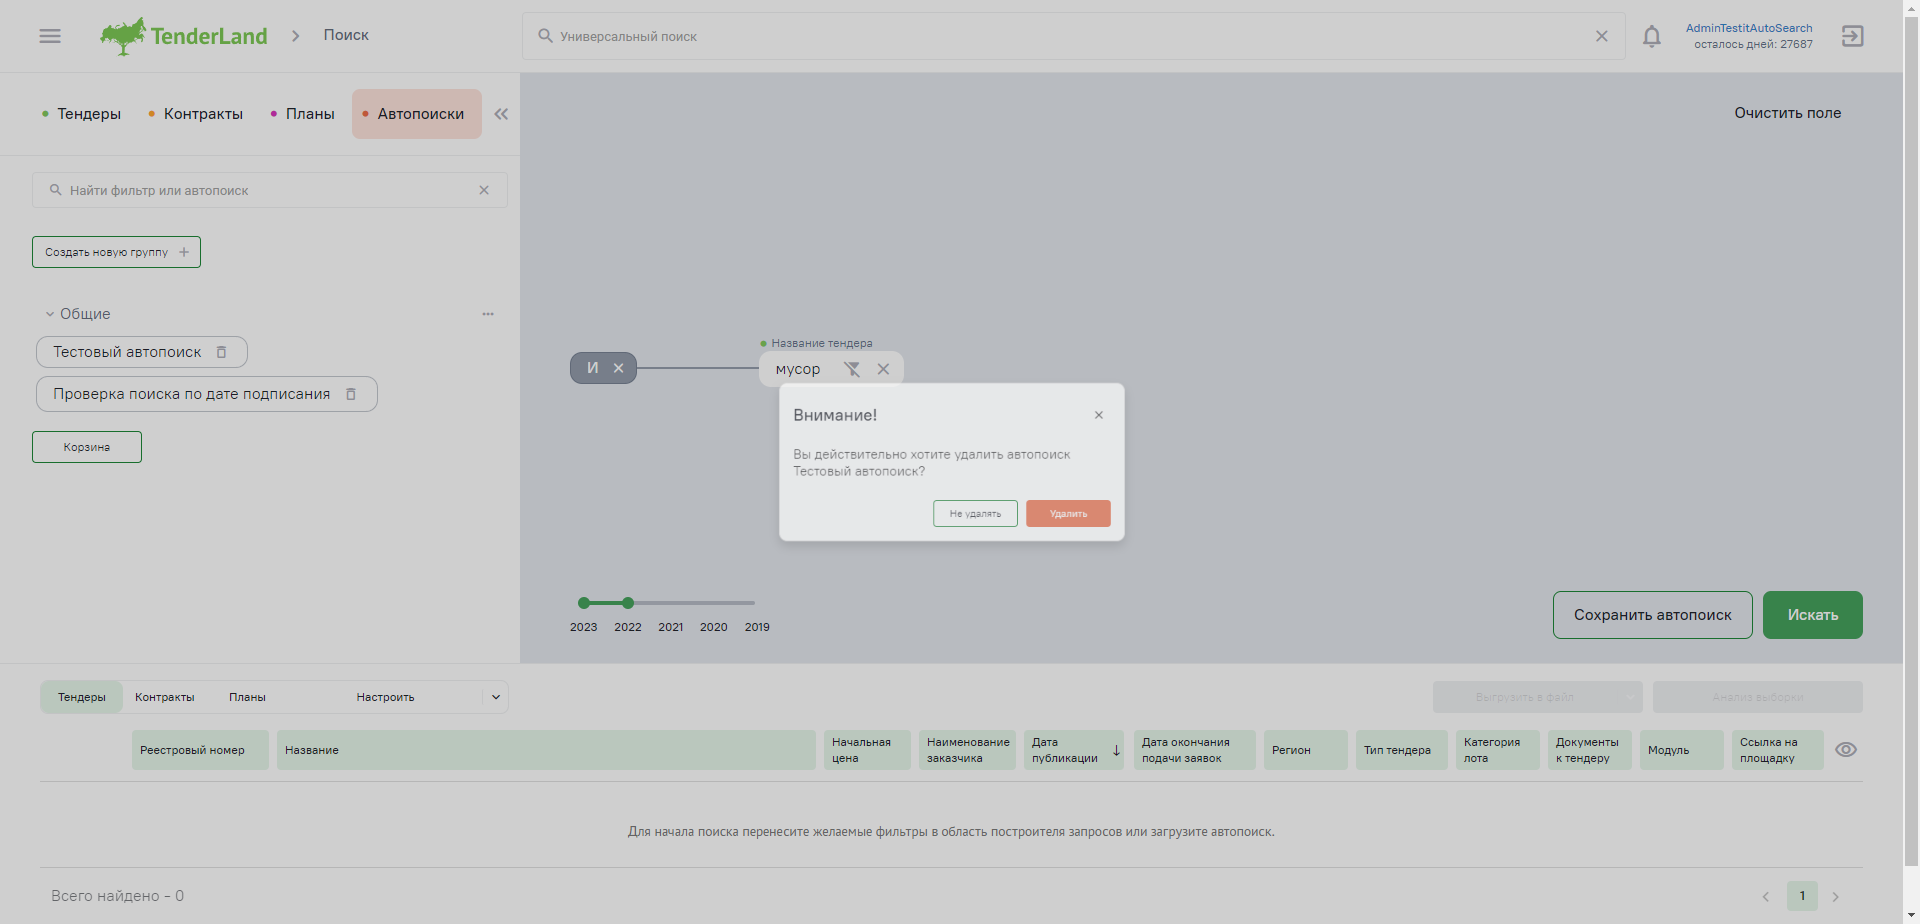 TenderLand
Поиск
Универсальный поиск
AdminTestitAutoSearch
осталось дней: 27687
Тендеры
Контракты
Планы
Автопоиски
Очистить поле
Найти фильтр или автопоиск
Создать новую группу
Общие
Тестовый автопоиск
Проверка поиска по дате подписания
Корзина
И
Название тендера
мусор
Внимание!
Вы действительно хотите удалить автопоиск
Тестовый автопоиск?
Не удалять
Удалить
2023 2022 2021 2020 2019
Сохранить автопоиск
Искать
Тендеры
Контракты
Планы
Настроить
Выгрузить в файл
Анализ выборки
Реестровый номер
Название
Начальная
цена
Наименование
заказчика
Дата
публикации
Дата окончания
подачи заявок
Регион
Тип тендера
Категория
лота
Документы
к тендеру
Модуль
Ссылка на
площадку
Для начала поиска перенесите желаемые фильтры в область построителя запросов или загрузите автопоиск.
Всего найдено - 0
1